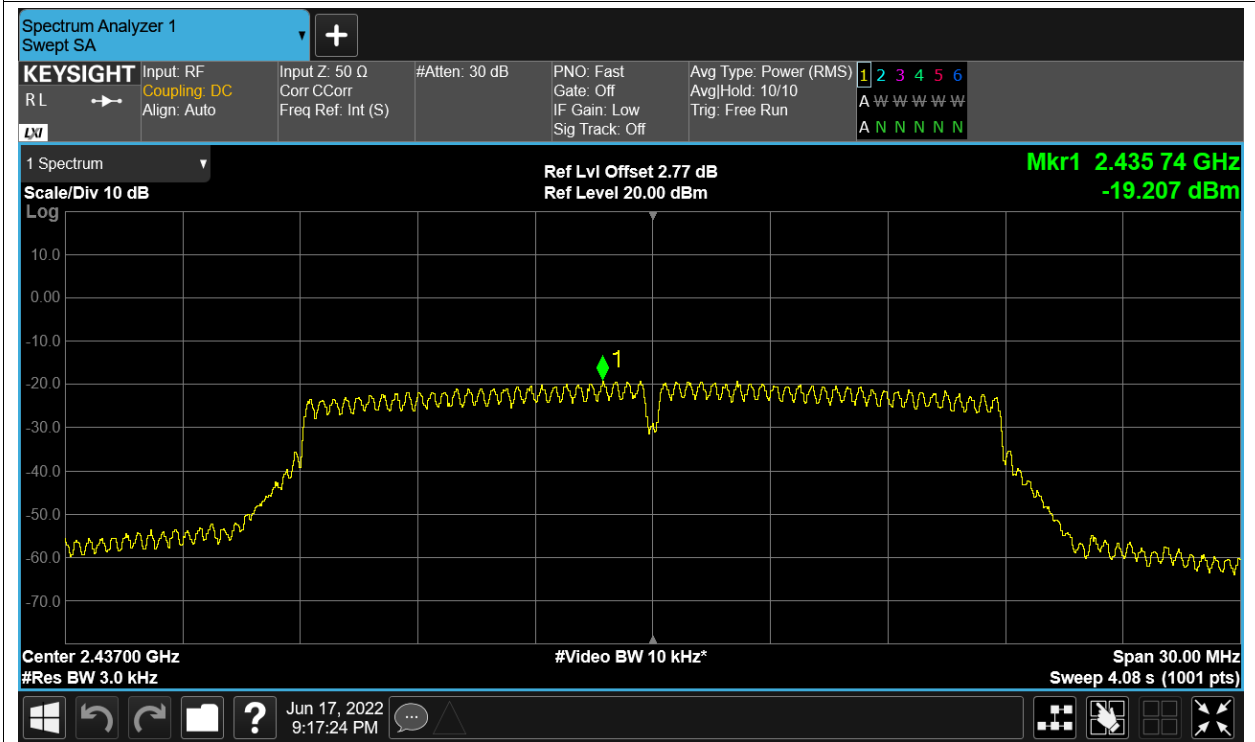 Spectrum Analyzer 1
Swept SA
+
KEYSIGHT
R L
LXI
Input: RF
Coupling: DC
Align: Auto
Input Z: 50 Ω
Corr CCorr
Freq Ref: Int (S)
#Atten: 30 dB
PNO: Fast
Gate: Off
IF Gain: Low
Sig Track: Off
Avg Type: Power (RMS)
Avg|Hold: 10/10
Trig: Free Run
1 2 3 4 5 6
A W W W W W
A N N N N N
1 Spectrum
Scale/Div 10 dB
Log
Ref Lvl Offset 2.77 dB
Ref Level 20.00 dBm
Mkr1 2.435 74 GHz
-19.207 dBm
10.0
0.00
-10.0
-20.0
-30.0
-40.0
-50.0
-60.0
-70.0
1
Center 2.43700 GHz
#Res BW 3.0 kHz
#Video BW 10 kHz*
Span 30.00 MHz
Sweep 4.08 s (1001 pts)
?
Jun 17, 2022
9:17:24 PM